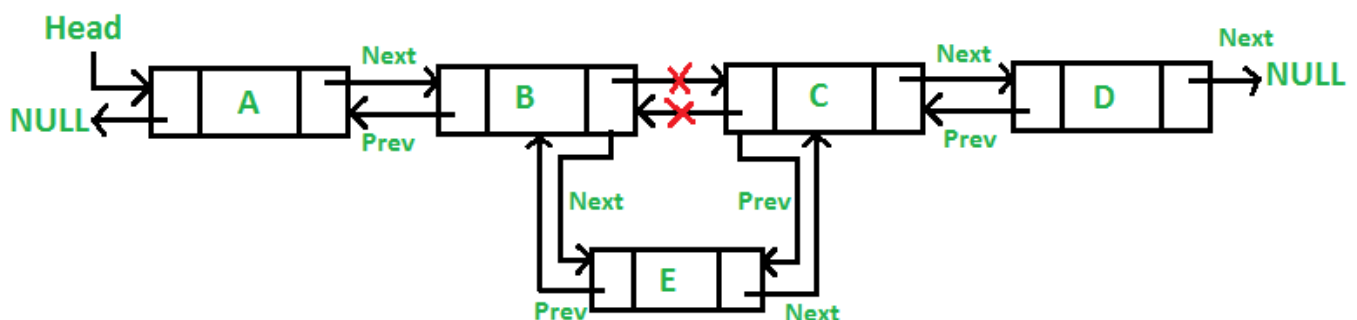 Head
Next
Next
Next
NULL
A
B
C
D
NULL
Prev
Prev
Next
Prev
E
Prev
Next